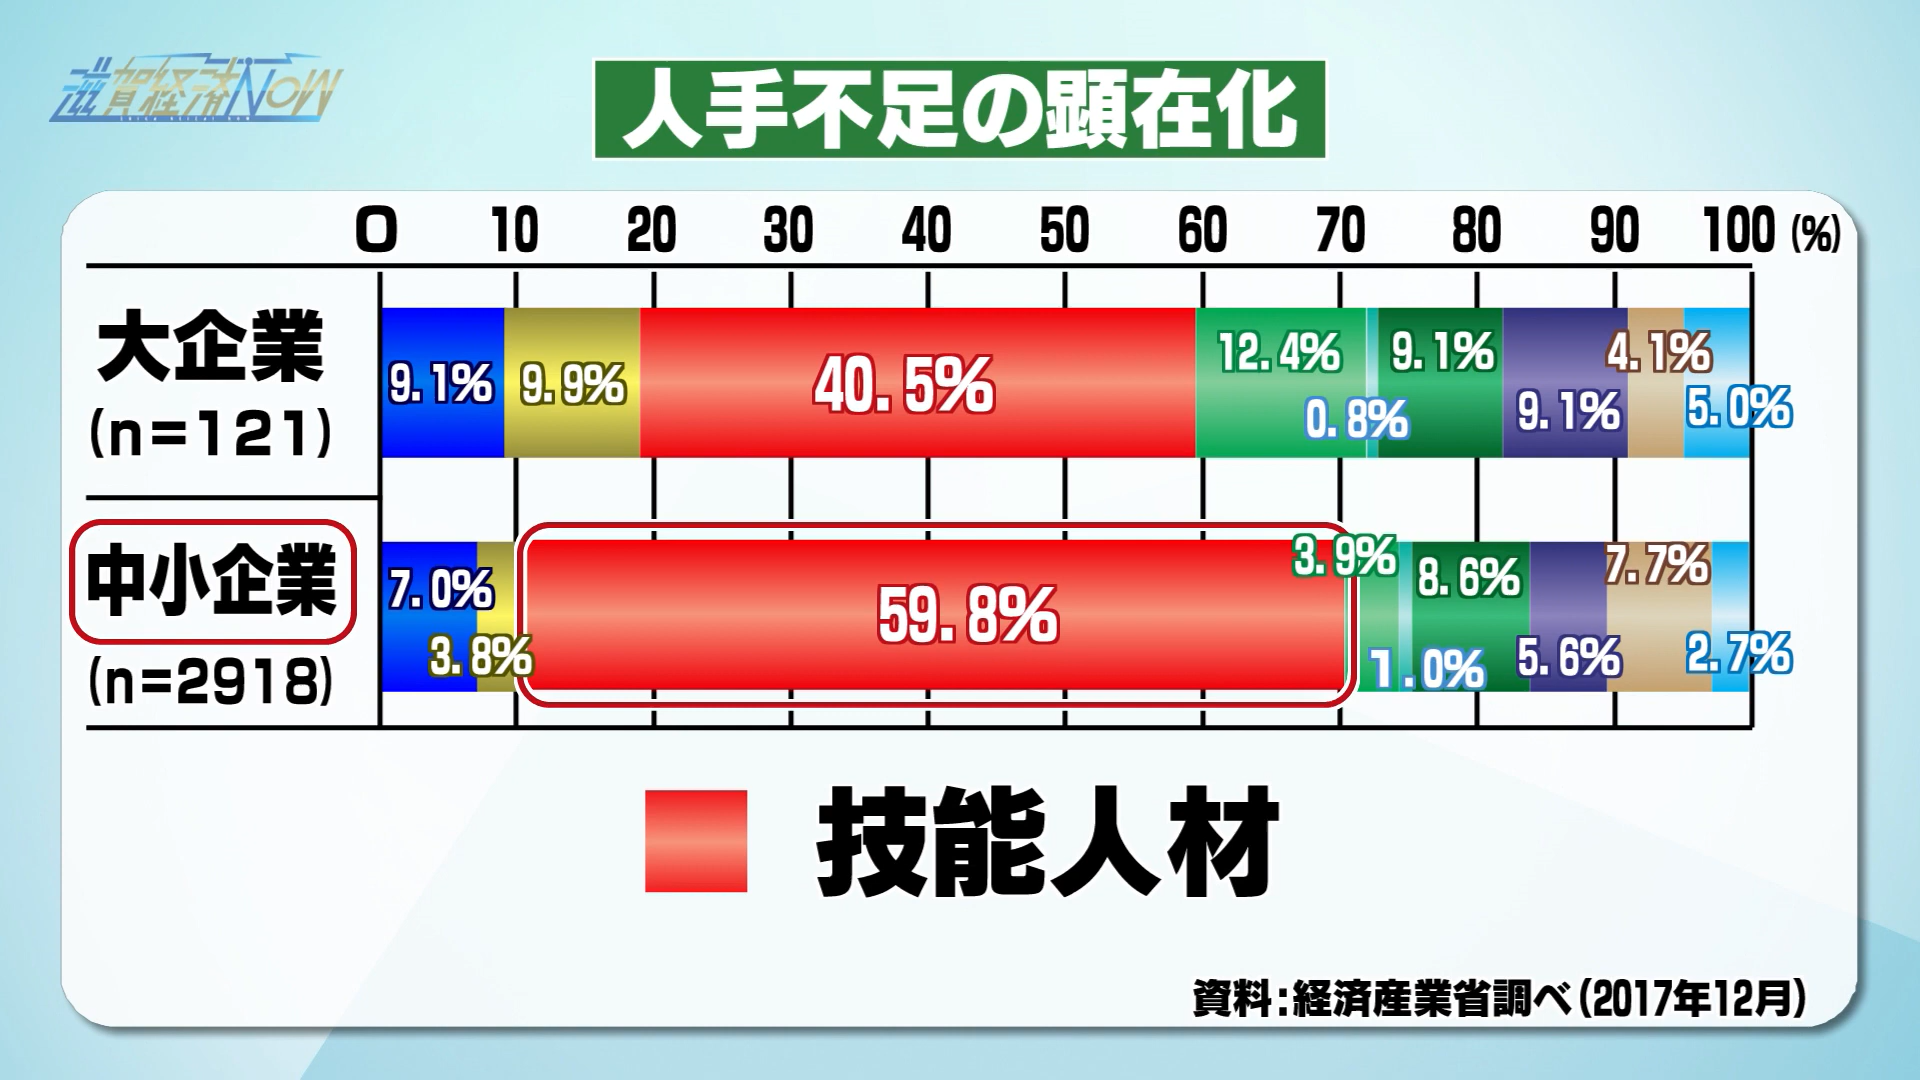 滋賀経済NOW
人手不足の顕在化
0 10 20 30 40 50 60 70 80 90 100 (%)
大企業
(n=121)
9.1% 9.9% 40.5% 12.4% 0.8% 9.1% 9.1% 4.1% 5.0%
中小企業
(n=2918)
7.0% 3.8% 59.8% 3.9% 1.0% 8.6% 5.6% 7.7% 2.7%
技能人材
資料:経済産業省調べ(2017年12月)